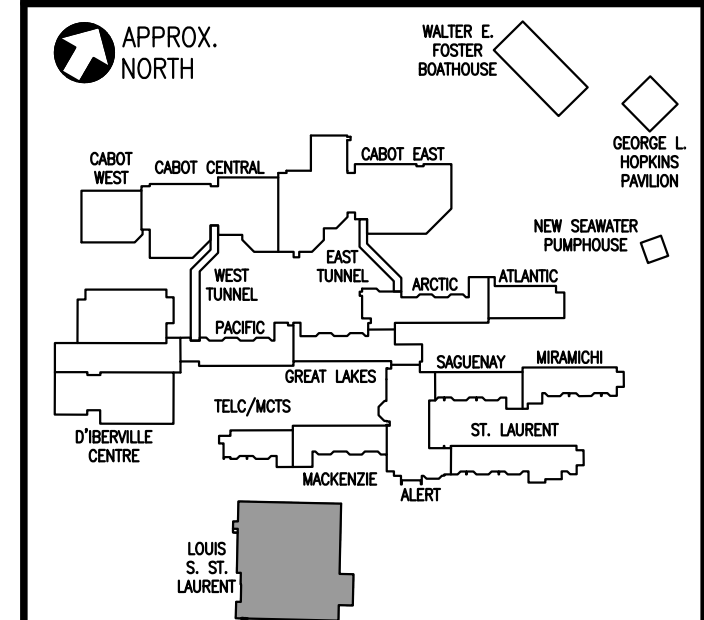 APPROX.
NORTH
WALTER E.
FOSTER
BOATHOUSE
GEORGE L.
HOPKINS
PAVILION
CABOT
WEST
CABOT CENTRAL
CABOT EAST
NEW SEAWATER
PUMPHOUSE
WEST
TUNNEL
EAST
TUNNEL
ARCTIC
ATLANTIC
PACIFIC
GREAT LAKES
SAGUENAY
MIRAMICHI
TELC/MCTS
D'IBERVILLE
CENTRE
ST. LAURENT
MACKENZIE
ALERT
LOUIS
S. ST.
LAURENT